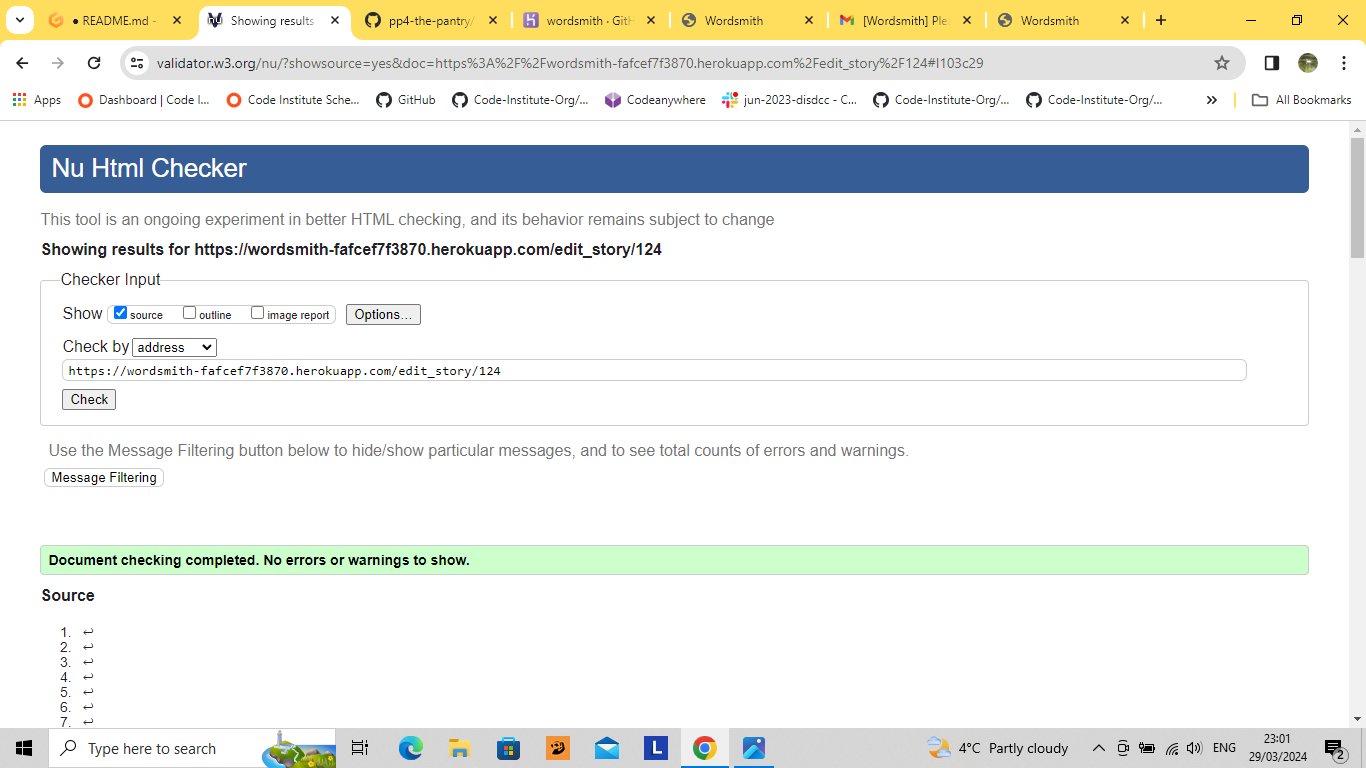 ● README.md -
Showing results
pp4-the-pantry/
wordsmith · GitH
Wordsmith
[Wordsmith] Ple
Wordsmith
validator.w3.org/nu/?showsource=yes&doc=https%3A%2F%2Fwordsmith-fafcef7f3870.herokuapp.com%2Fedit_story%2F124#l103c29
Apps
Dashboard | Code I...
Code Institute Sche...
GitHub
Code-Institute-Org/...
Codeanywhere
jun-2023-disdcc - C...
Code-Institute-Org/...
Code-Institute-Org/...
All Bookmarks
Nu Html Checker
This tool is an ongoing experiment in better HTML checking, and its behavior remains subject to change
Showing results for https://wordsmith-fafcef7f3870.herokuapp.com/edit_story/124
Checker Input
Show source outline image report Options...
Check by address
https://wordsmith-fafcef7f3870.herokuapp.com/edit_story/124
Check
Use the Message Filtering button below to hide/show particular messages, and to see total counts of errors and warnings.
Message Filtering
Document checking completed. No errors or warnings to show.
Source
1. ↩
2. ↩
3. ↩
4. ↩
5. ↩
6. ↩
7. ↩
Type here to search
4°C Partly cloudy
ENG
23:01
29/03/2024
2